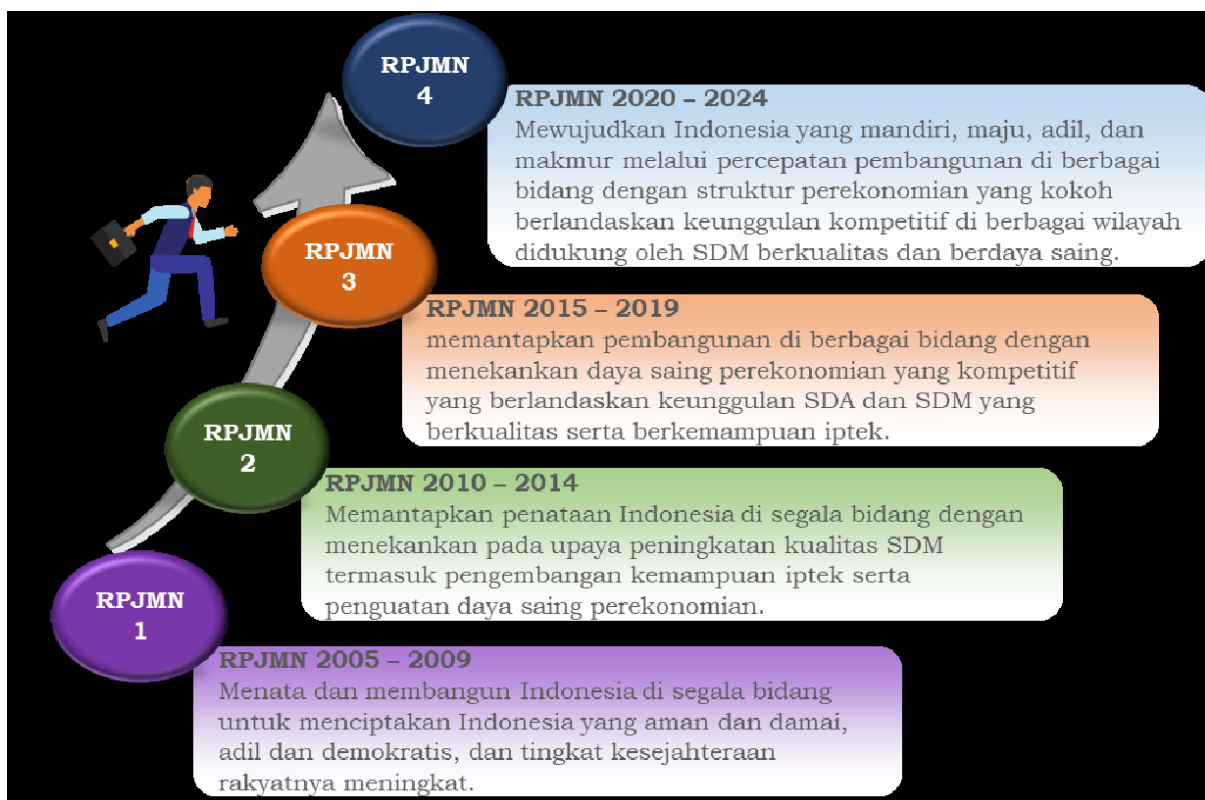 RPJMN
4
RPJMN 2020 – 2024
Mewujudkan Indonesia yang mandiri, maju, adil, dan
makmur melalui percepatan pembangunan di berbagai
bidang dengan struktur perekonomian yang kokoh
berlandaskan keunggulan kompetitif di berbagai wilayah
didukung oleh SDM berkualitas dan berdaya saing.
RPJMN
3
RPJMN 2015 – 2019
memantapkan pembangunan di berbagai bidang dengan
menekankan daya saing perekonomian yang kompetitif
yang berlandaskan keunggulan SDA dan SDM yang
berkualitas serta berkemampuan iptek.
RPJMN
2
RPJMN 2010 – 2014
Memantapkan penataan Indonesia di segala bidang dengan
menekankan pada upaya peningkatan kualitas SDM
termasuk pengembangan kemampuan iptek serta
penguatan daya saing perekonomian.
RPJMN
1
RPJMN 2005 – 2009
Menata dan membangun Indonesia di segala bidang
untuk menciptakan Indonesia yang aman dan damai,
adil dan demokratis, dan tingkat kesejahteraan
rakyatnya meningkat.